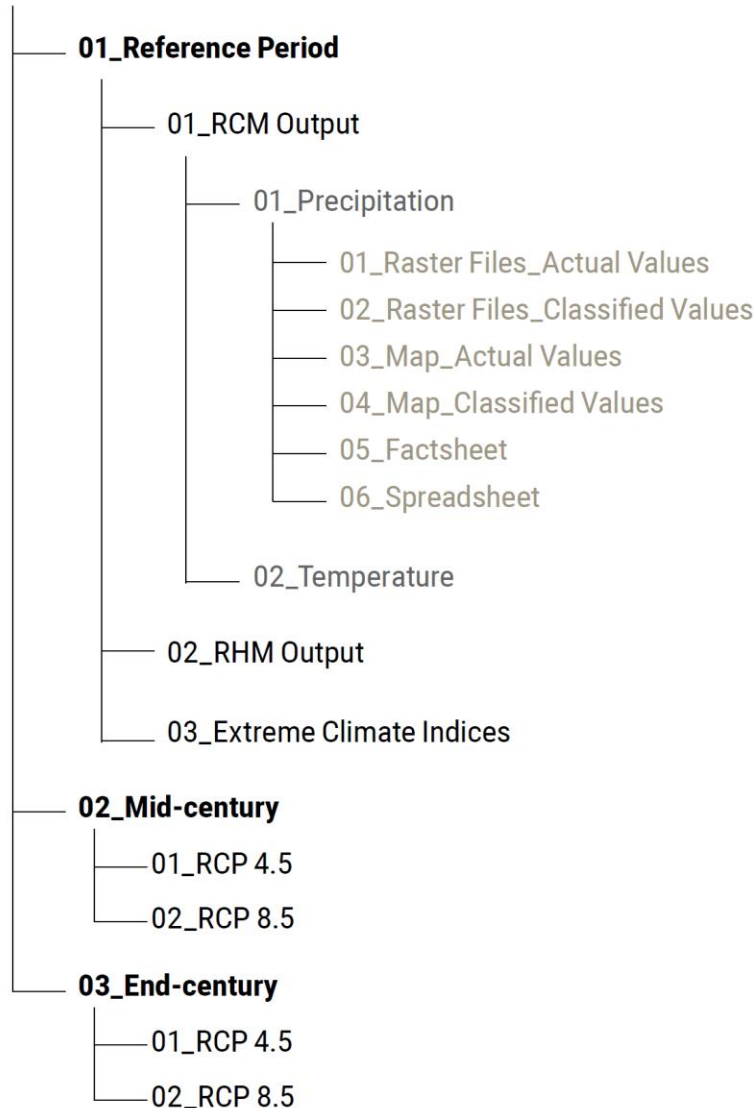 01_Reference Period
01_RCM Output
01_Precipitation
01_Raster Files_Actual Values
02_Raster Files_Classified Values
03_Map_Actual Values
04_Map_Classified Values
05_Factsheet
06_Spreadsheet
02_Temperature
02_RHM Output
03_Extreme Climate Indices
02_Mid-century
01_RCP 4.5
02_RCP 8.5
03_End-century
01_RCP 4.5
02_RCP 8.5